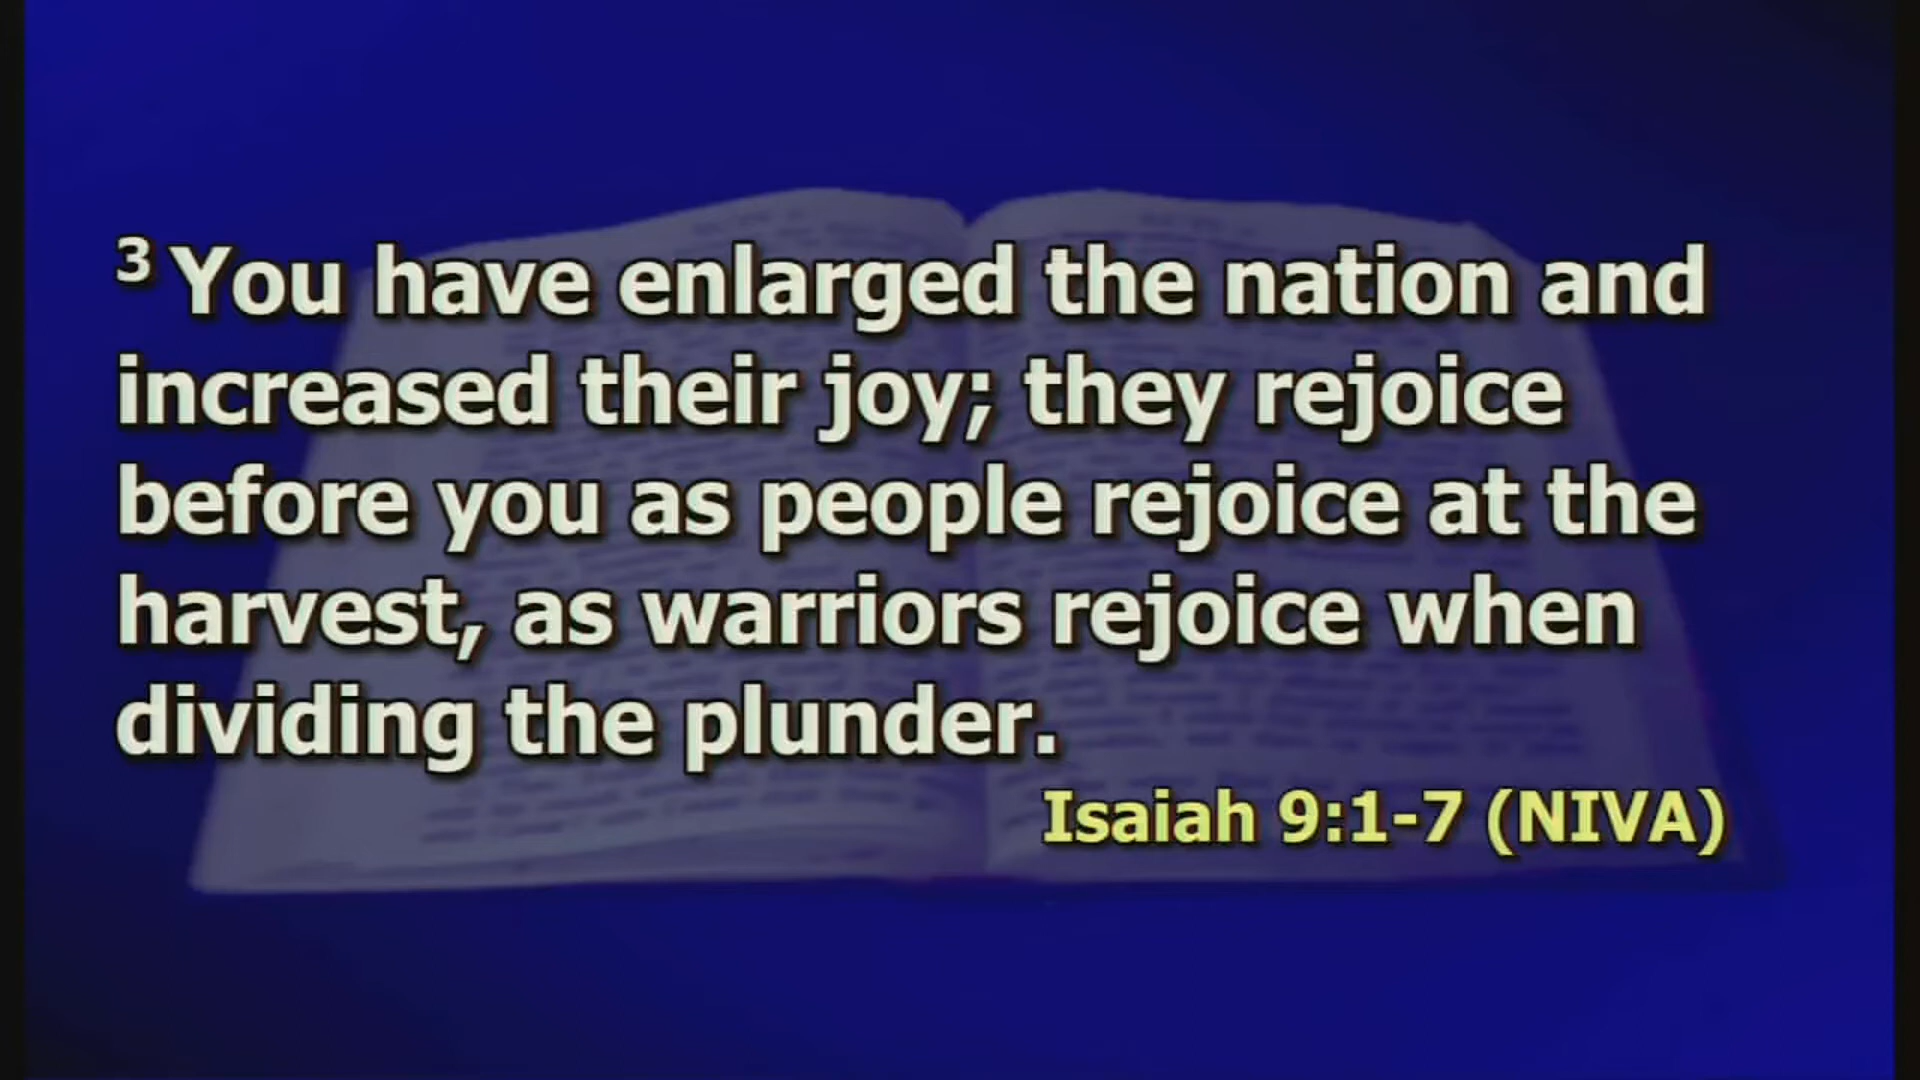 3 You have enlarged the nation and
increased their joy; they rejoice
before you as people rejoice at the
harvest, as warriors rejoice when
dividing the plunder.
Isaiah 9:1-7 (NIVA)